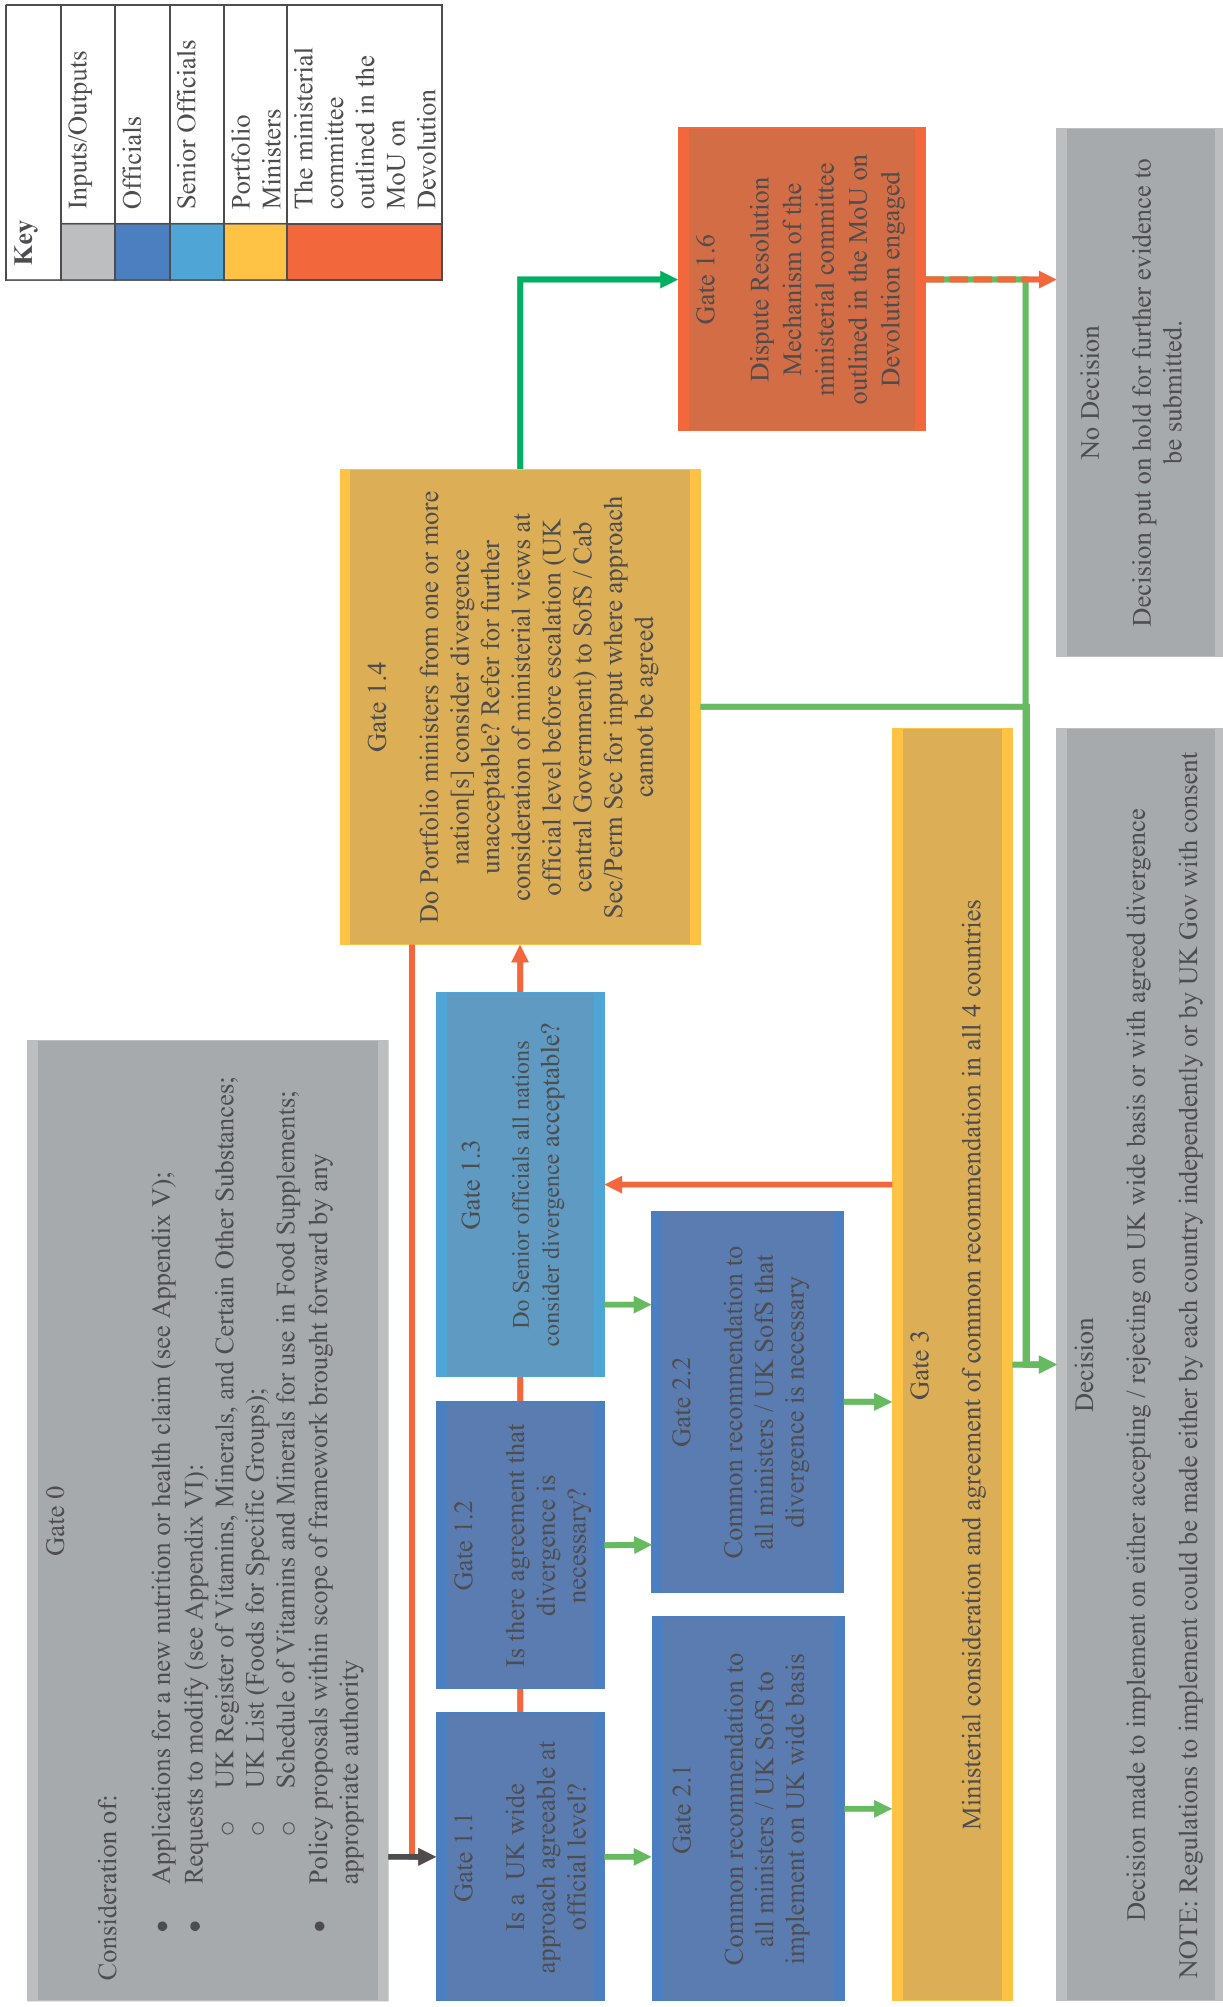 Key
Inputs/Outputs
Officials
Senior Officials
Portfolio
Ministers
The ministerial
committee
outlined in the
MoU on
Devolution
Gate 0
Consideration of:
• Applications for a new nutrition or health claim (see Appendix V);
• Requests to modify (see Appendix VI):
○ UK Register of Vitamins, Minerals, and Certain Other Substances;
○ UK List (Foods for Specific Groups);
○ Schedule of Vitamins and Minerals for use in Food Supplements;
• Policy proposals within scope of framework brought forward by any
appropriate authority
Gate 1.1
Is a UK wide
approach agreeable at
official level?
Gate 1.2
Is there agreement that
divergence is
necessary?
Gate 1.3
Do Senior officials all nations
consider divergence acceptable?
Gate 1.4
Do Portfolio ministers from one or more
nation[s] consider divergence
unacceptable? Refer for further
consideration of ministerial views at
official level before escalation (UK
central Government) to SofS / Cab
Sec/Perm Sec for input where approach
cannot be agreed
Gate 1.6
Dispute Resolution
Mechanism of the
ministerial committee
outlined in the MoU on
Devolution engaged
Gate 2.1
Common recommendation to
all ministers / UK SofS to
implement on UK wide basis
Gate 2.2
Common recommendation to
all ministers / UK SofS that
divergence is necessary
Gate 3
Ministerial consideration and agreement of common recommendation in all 4 countries
Decision
Decision made to implement on either accepting / rejecting on UK wide basis or with agreed divergence
NOTE: Regulations to implement could be made either by each country independently or by UK Gov with consent
No Decision
Decision put on hold for further evidence to
be submitted.